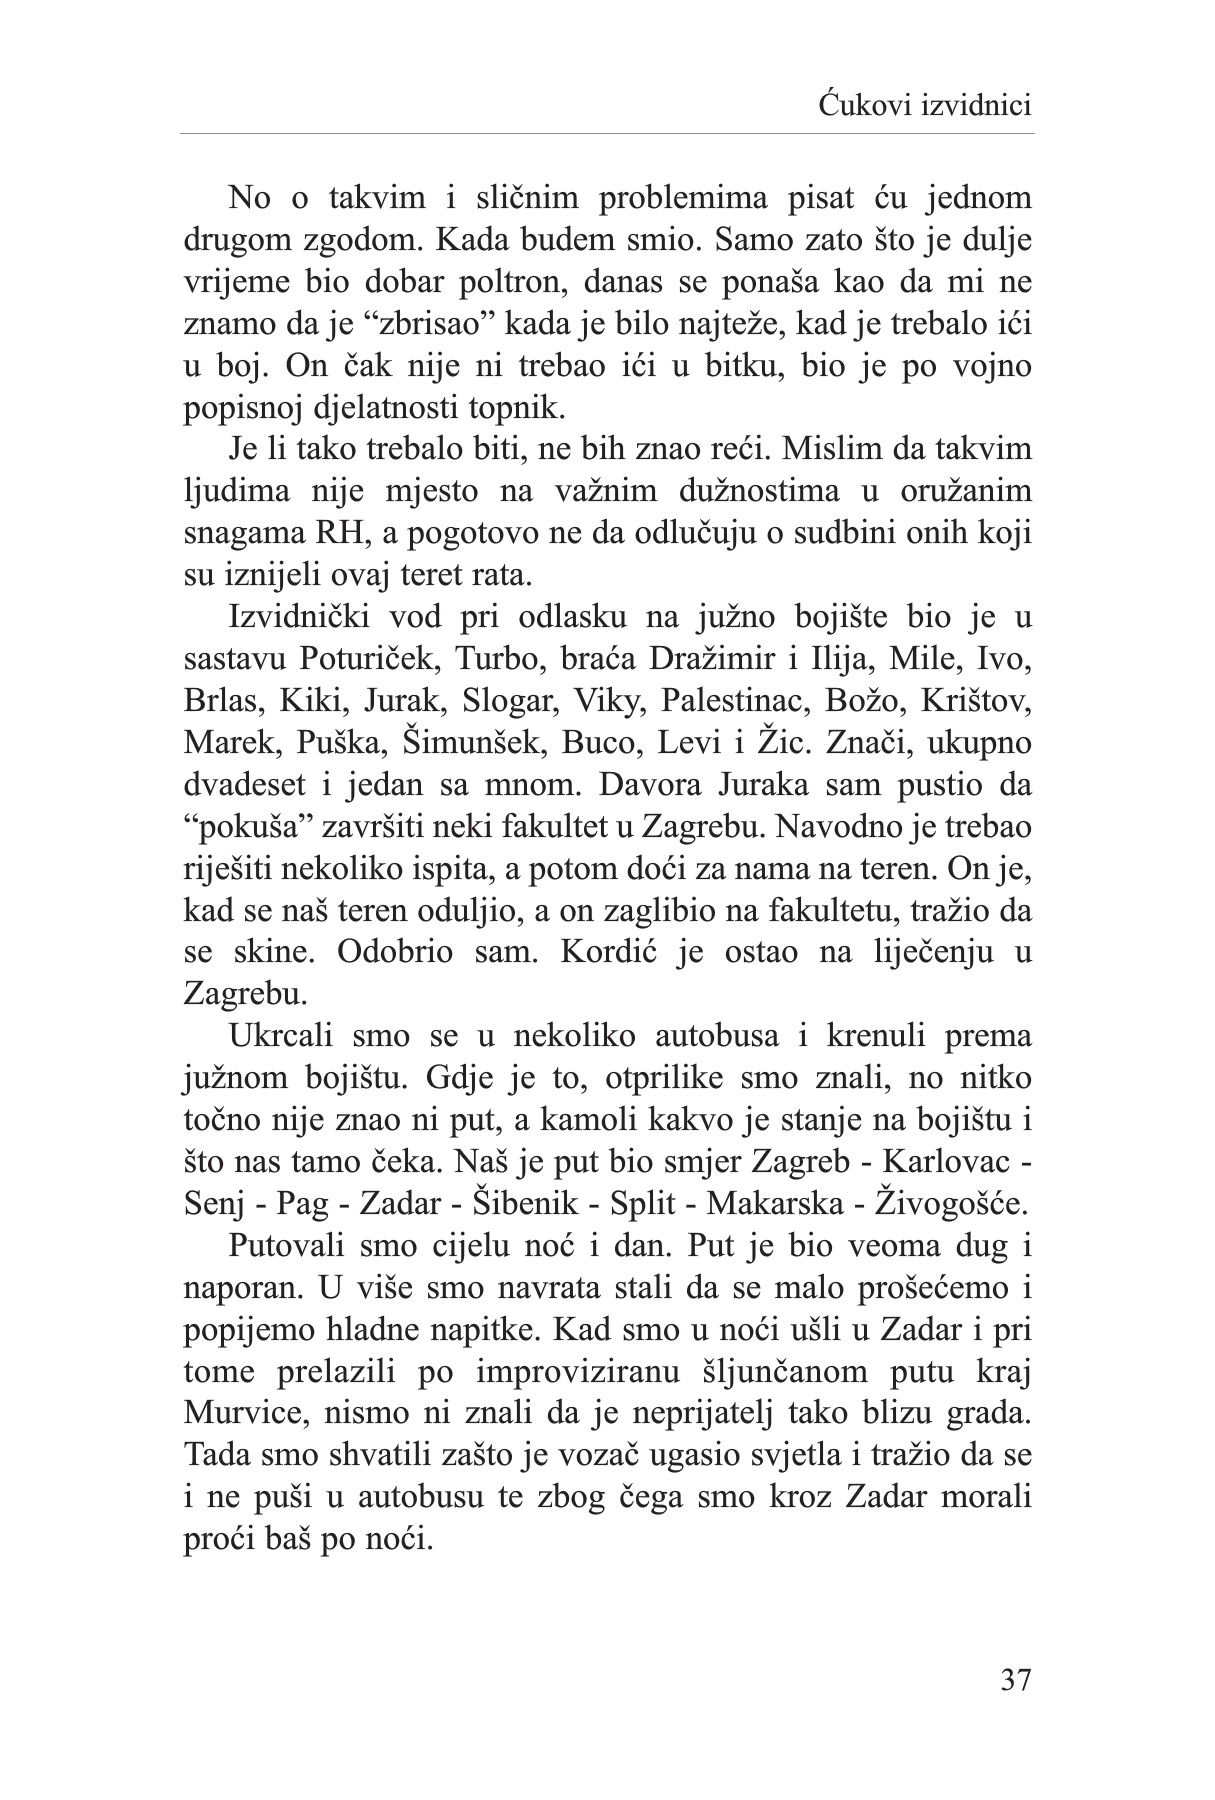 Ćukovi izvidnici
No o takvim i sličnim problemima pisat ću jednom
drugom zgodom. Kada budem smio. Samo zato što je dulje
vrijeme bio dobar poltron, danas se ponaša kao da mi ne
znamo da je “zbrisao” kada je bilo najteže, kad je trebalo ići
u boj. On čak nije ni trebao ići u bitku, bio je po vojno
popisnoj djelatnosti topnik.
Je li tako trebalo biti, ne bih znao reći. Mislim da takvim
ljudima nije mjesto na važnim dužnostima u oružanim
snagama RH, a pogotovo ne da odlučuju o sudbini onih koji
su iznijeli ovaj teret rata.
Izvidnički vod pri odlasku na južno bojište bio je u
sastavu Poturiček, Turbo, braća Dražimir i Ilija, Mile, Ivo,
Brlas, Kiki, Jurak, Slogar, Viky, Palestinac, Božo, Krištov,
Marek, Puška, Šimunšek, Buco, Levi i Žic. Znači, ukupno
dvadeset i jedan sa mnom. Davora Juraka sam pustio da
“pokuša” završiti neki fakultet u Zagrebu. Navodno je trebao
riješiti nekoliko ispita, a potom doći za nama na teren. On je,
kad se naš teren oduljio, a on zaglibio na fakultetu, tražio da
se skine. Odobrio sam. Kordić je ostao na liječenju u
Zagrebu.
Ukrcali smo se u nekoliko autobusa i krenuli prema
južnom bojištu. Gdje je to, otprilike smo znali, no nitko
točno nije znao ni put, a kamoli kakvo je stanje na bojištu i
što nas tamo čeka. Naš je put bio smjer Zagreb - Karlovac -
Senj - Pag - Zadar - Šibenik - Split - Makarska - Živogošće.
Putovali smo cijelu noć i dan. Put je bio veoma dug i
naporan. U više smo navrata stali da se malo prošećemo i
popijemo hladne napitke. Kad smo u noći ušli u Zadar i pri
tome prelazili po improviziranu šljunčanom putu kraj
Murvice, nismo ni znali da je neprijatelj tako blizu grada.
Tada smo shvatili zašto je vozač ugasio svjetla i tražio da se
i ne puši u autobusu te zbog čega smo kroz Zadar morali
proći baš po noći.
37